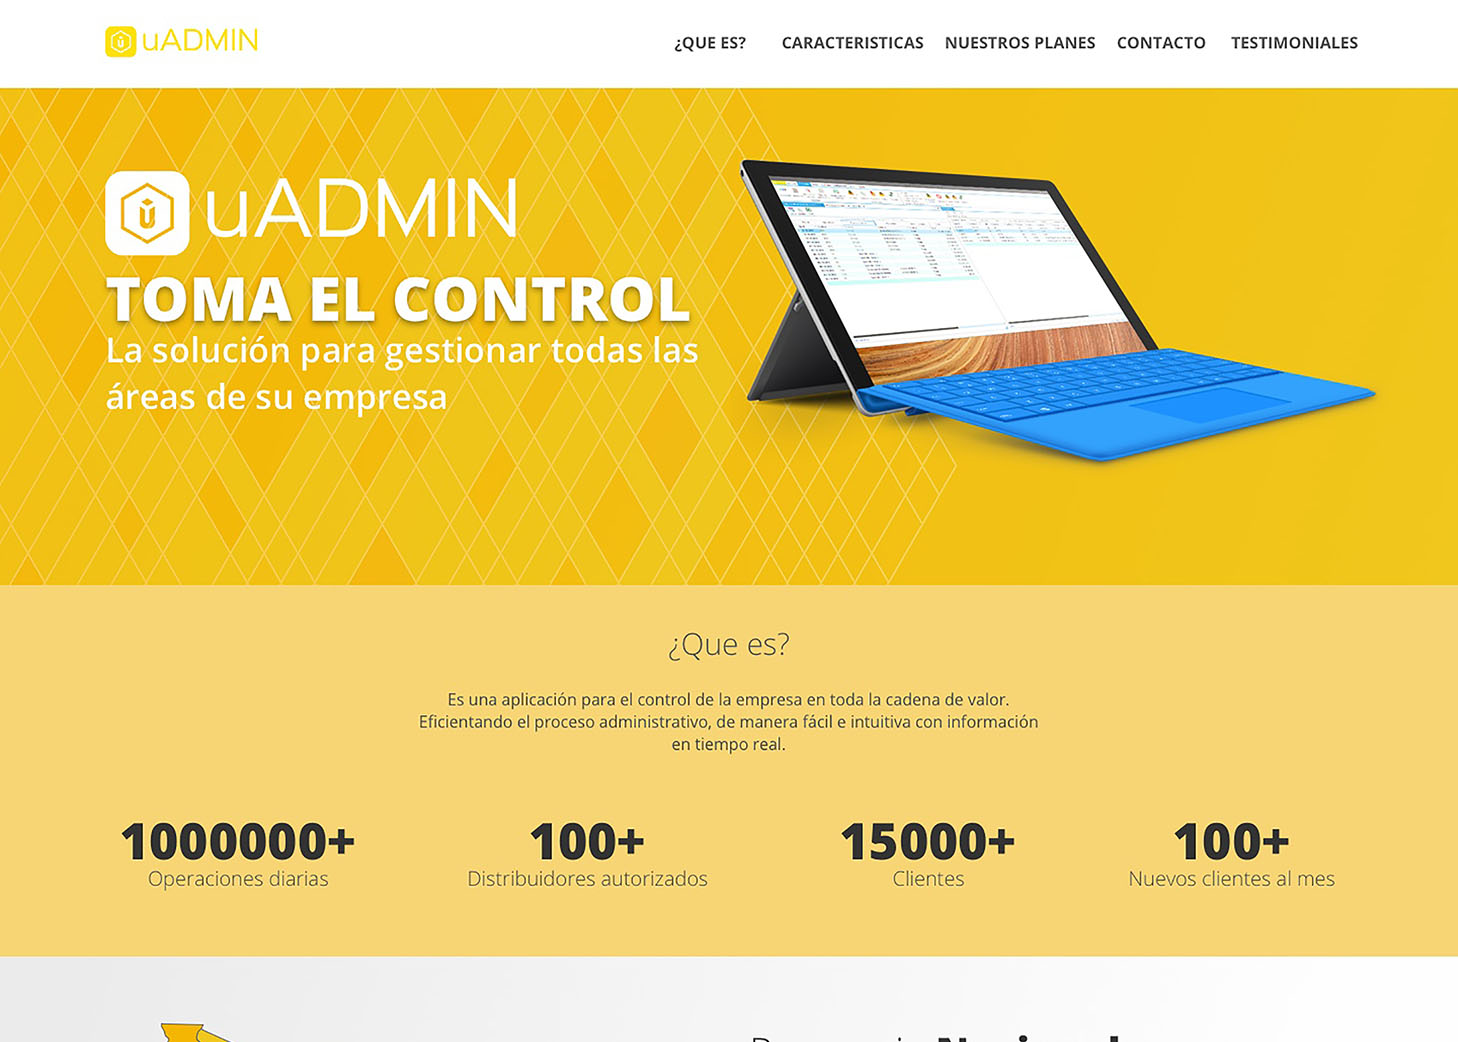 uADMIN
¿QUE ES? CARACTERISTICAS NUESTROS PLANES CONTACTO TESTIMONIALES
uADMIN
TOMA EL CONTROL
La solución para gestionar todas las
áreas de su empresa
¿Que es?
Es una aplicación para el control de la empresa en toda la cadena de valor.
Eficientando el proceso administrativo, de manera fácil e intuitiva con información
en tiempo real.
1000000+ 100+ 15000+ 100+
Operaciones diarias Distribuidores autorizados Clientes Nuevos clientes al mes